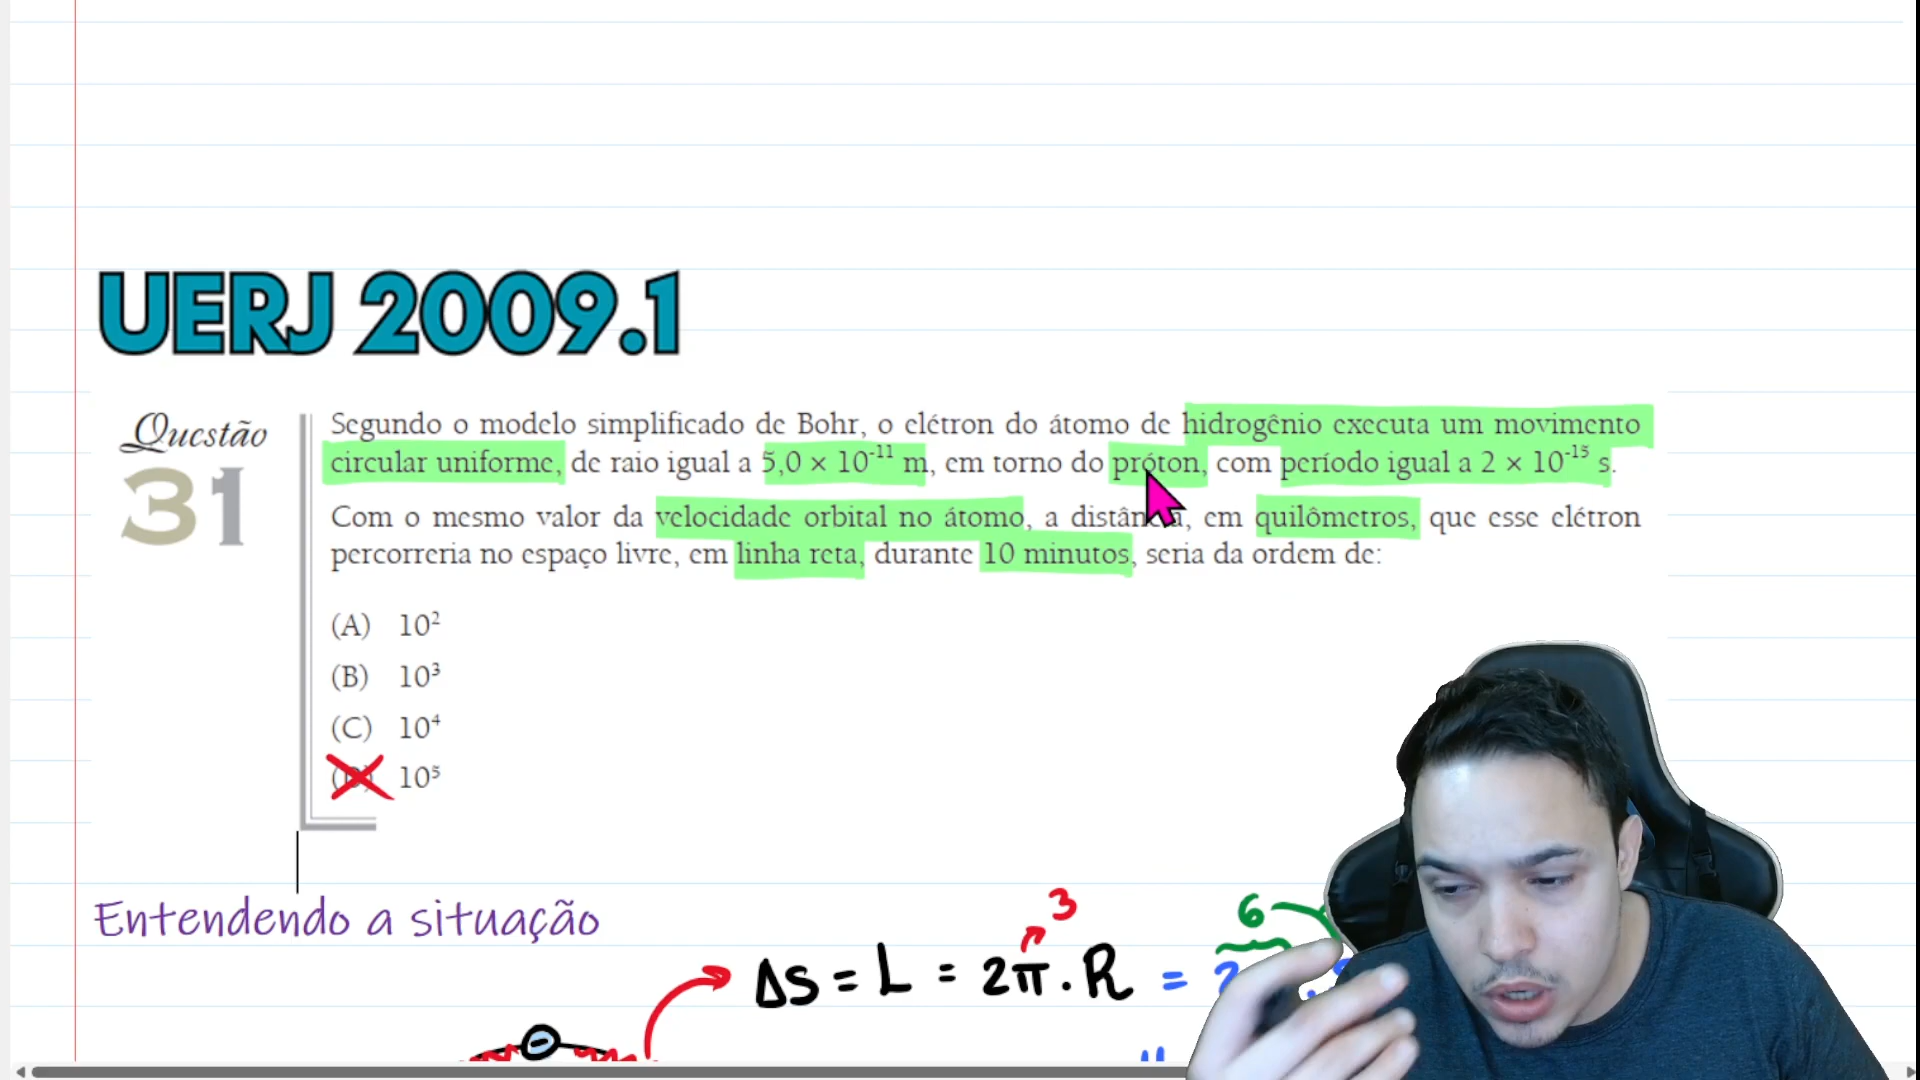 UERJ 2009.1
Questão
31
Segundo o modelo simplificado de Bohr, o elétron do átomo de hidrogênio executa um movimento
circular uniforme, de raio igual a 5,0 × 10⁻¹¹ m, em torno do próton, com período igual a 2 × 10⁻¹⁵ s.
Com o mesmo valor da velocidade orbital no átomo, a distância, em quilômetros, que esse elétron
percorreria no espaço livre, em linha reta, durante 10 minutos, seria da ordem de:
(A) 10²
(B) 10³
(C) 10⁴
(D) 10⁵
Entendendo a situação
3
6
ΔS = L = 2π . R = 2